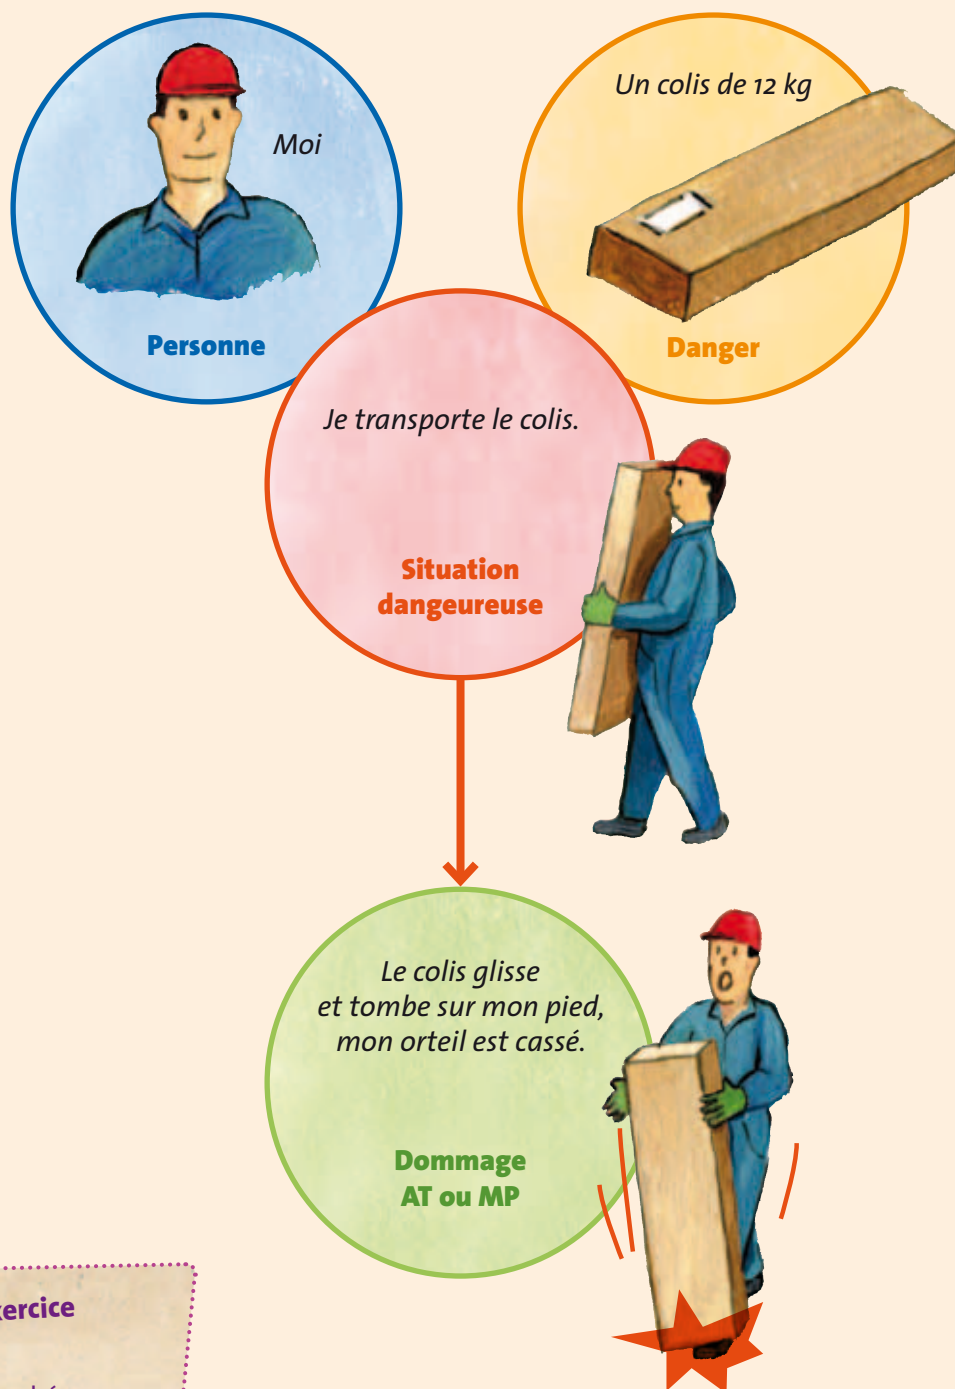 Moi
Personne
Un colis de 12 kg
Danger
Je transporte le colis.
Situation
dangeureuse
Le colis glisse
et tombe sur mon pied,
mon orteil est cassé.
Dommage
AT ou MP